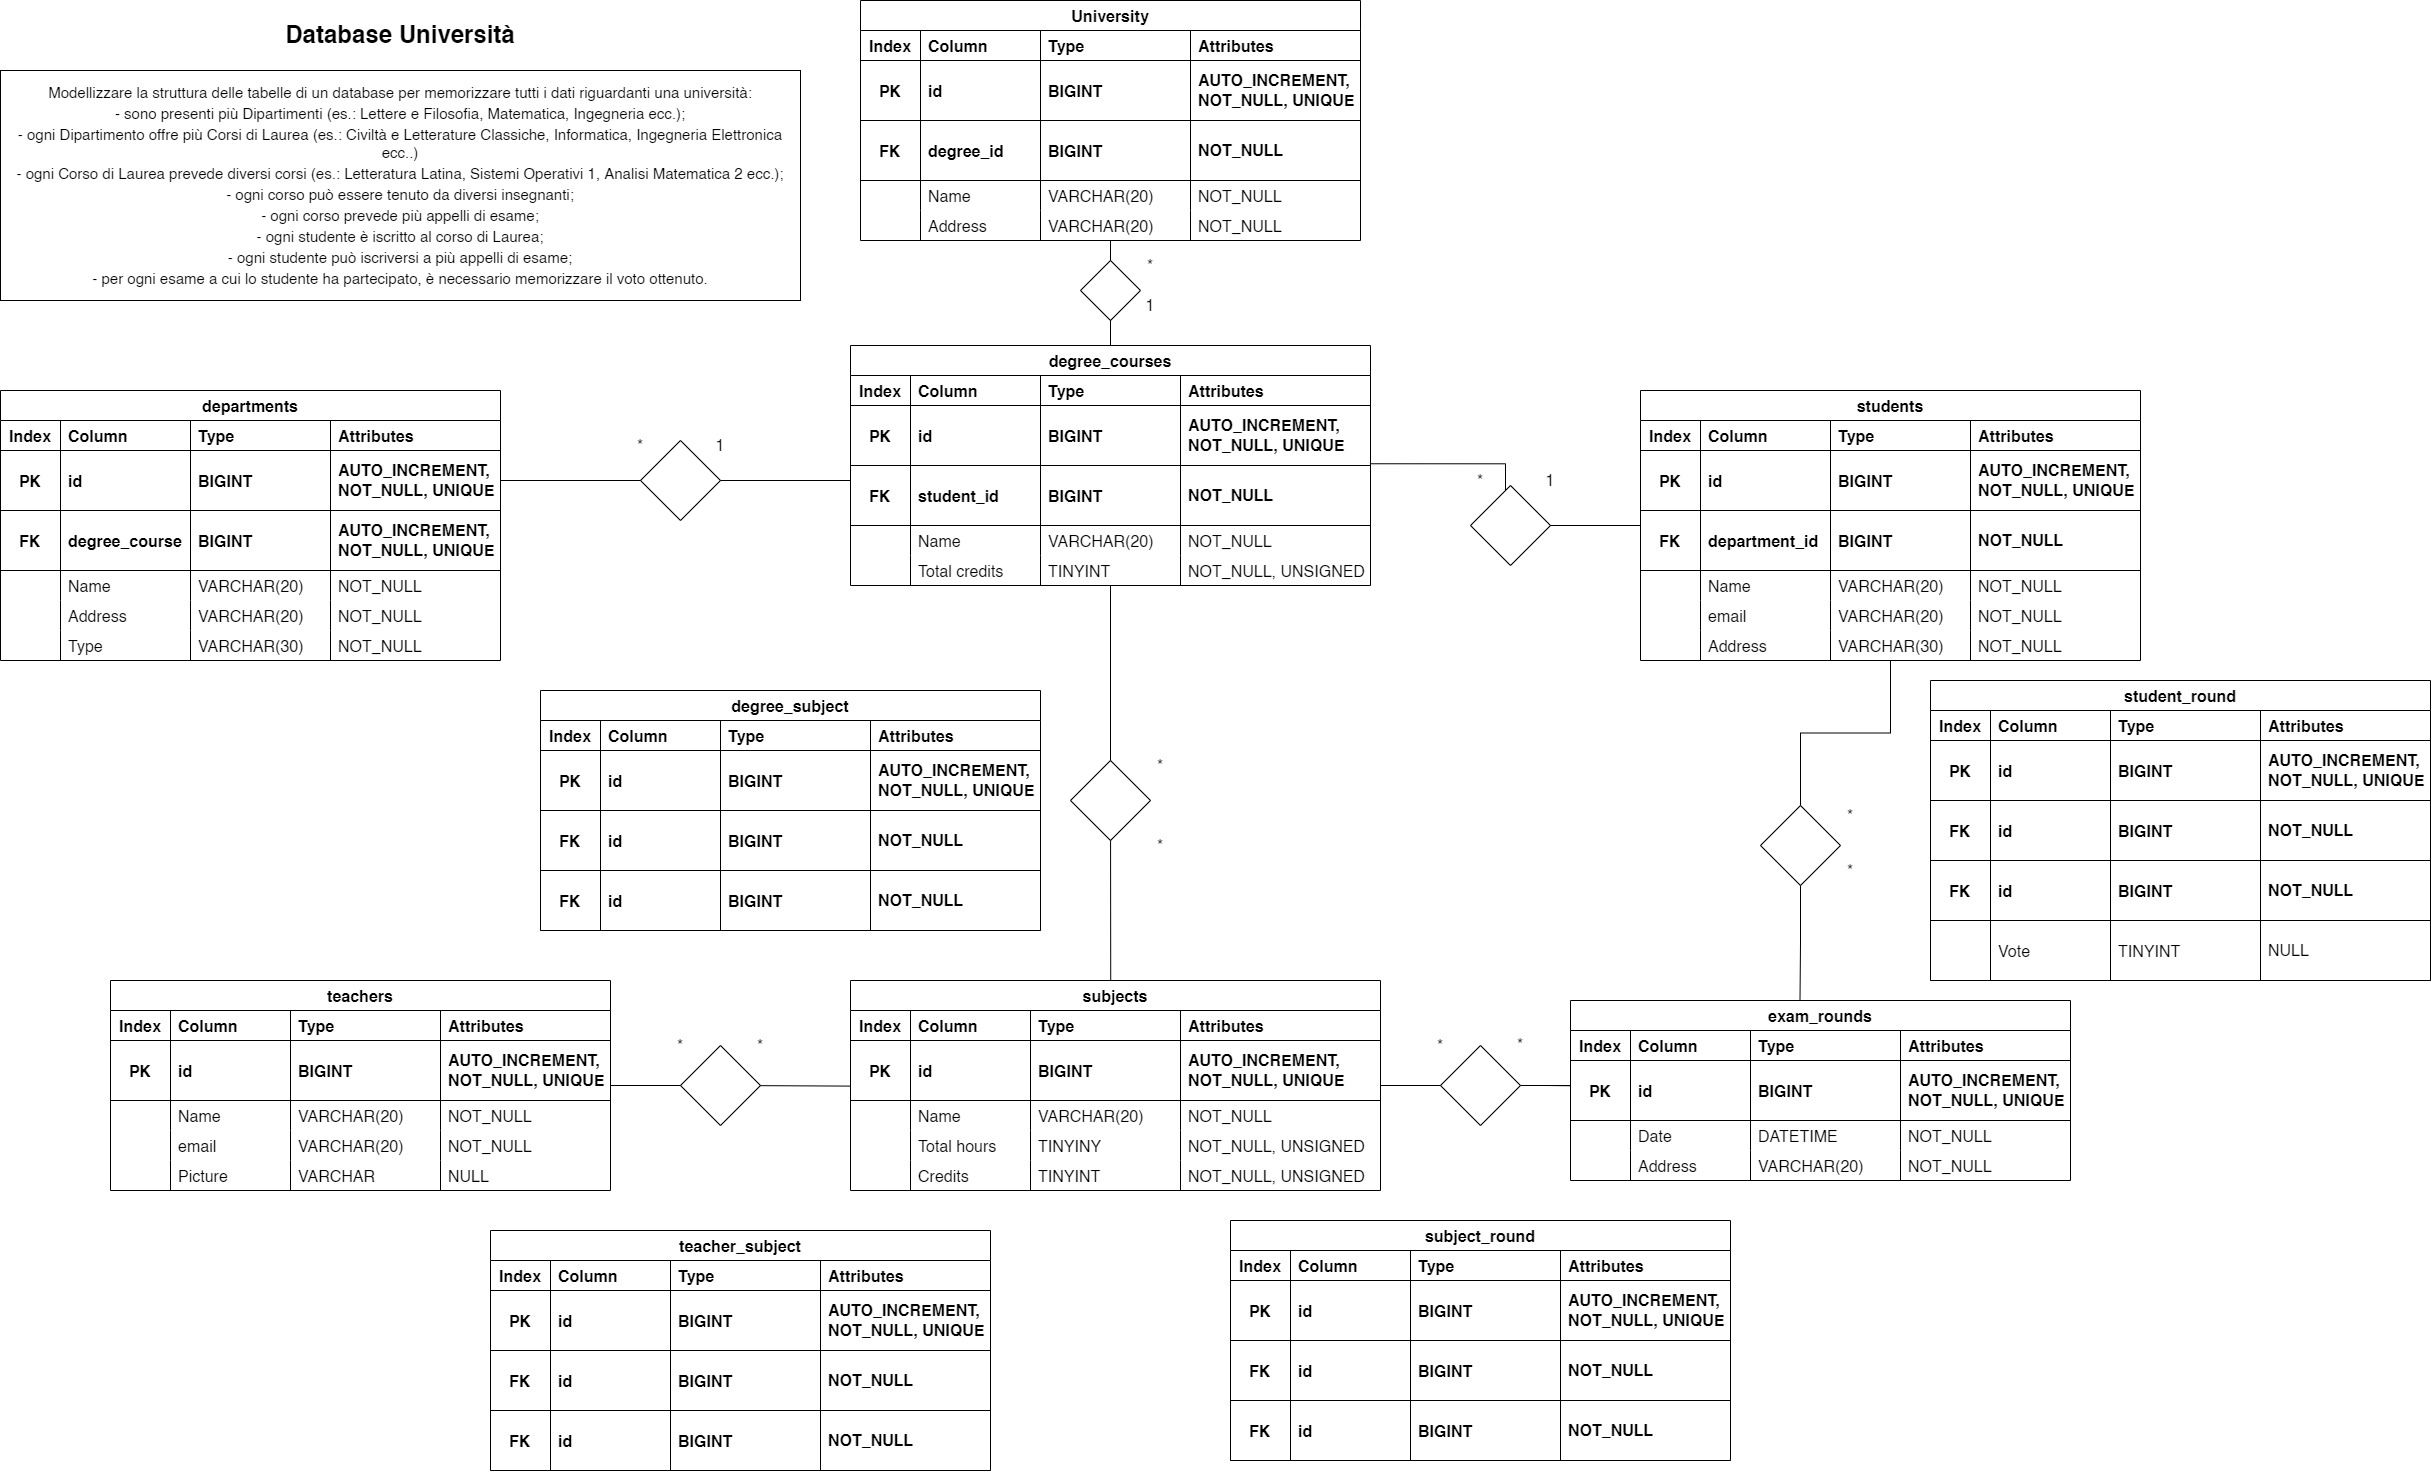 Database Università
Modellizzare la struttura delle tabelle di un database per memorizzare tutti i dati riguardanti una università:
- sono presenti più Dipartimenti (es.: Lettere e Filosofia, Matematica, Ingegneria ecc.);
- ogni Dipartimento offre più Corsi di Laurea (es.: Civiltà e Letterature Classiche, Informatica, Ingegneria Elettronica
ecc..)
- ogni Corso di Laurea prevede diversi corsi (es.: Letteratura Latina, Sistemi Operativi 1, Analisi Matematica 2 ecc.);
- ogni corso può essere tenuto da diversi insegnanti;
- ogni corso prevede più appelli di esame;
- ogni studente è iscritto al corso di Laurea;
- ogni studente può iscriversi a più appelli di esame;
- per ogni esame a cui lo studente ha partecipato, è necessario memorizzare il voto ottenuto.
University
Index Column Type Attributes
PK id BIGINT AUTO_INCREMENT,
NOT_NULL, UNIQUE
FK degree_id BIGINT NOT_NULL
Name VARCHAR(20) NOT_NULL
Address VARCHAR(20) NOT_NULL
*
1
departments
Index Column Type Attributes
PK id BIGINT AUTO_INCREMENT,
NOT_NULL, UNIQUE
FK degree_course BIGINT AUTO_INCREMENT,
NOT_NULL, UNIQUE
Name VARCHAR(20) NOT_NULL
Address VARCHAR(20) NOT_NULL
Type VARCHAR(30) NOT_NULL
* 1
degree_courses
Index Column Type Attributes
PK id BIGINT AUTO_INCREMENT,
NOT_NULL, UNIQUE
FK student_id BIGINT NOT_NULL
Name VARCHAR(20) NOT_NULL
Total credits TINYINT NOT_NULL, UNSIGNED
* 1
students
Index Column Type Attributes
PK id BIGINT AUTO_INCREMENT,
NOT_NULL, UNIQUE
FK department_id BIGINT NOT_NULL
Name VARCHAR(20) NOT_NULL
email VARCHAR(20) NOT_NULL
Address VARCHAR(30) NOT_NULL
degree_subject
Index Column Type Attributes
PK id BIGINT AUTO_INCREMENT,
NOT_NULL, UNIQUE
FK id BIGINT NOT_NULL
FK id BIGINT NOT_NULL
*
*
*
*
student_round
Index Column Type Attributes
PK id BIGINT AUTO_INCREMENT,
NOT_NULL, UNIQUE
FK id BIGINT NOT_NULL
FK id BIGINT NOT_NULL
Vote TINYINT NULL
teachers
Index Column Type Attributes
PK id BIGINT AUTO_INCREMENT,
NOT_NULL, UNIQUE
Name VARCHAR(20) NOT_NULL
email VARCHAR(20) NOT_NULL
Picture VARCHAR NULL
* *
subjects
Index Column Type Attributes
PK id BIGINT AUTO_INCREMENT,
NOT_NULL, UNIQUE
Name VARCHAR(20) NOT_NULL
Total hours TINYINY NOT_NULL, UNSIGNED
Credits TINYINT NOT_NULL, UNSIGNED
* *
exam_rounds
Index Column Type Attributes
PK id BIGINT AUTO_INCREMENT,
NOT_NULL, UNIQUE
Date DATETIME NOT_NULL
Address VARCHAR(20) NOT_NULL
teacher_subject
Index Column Type Attributes
PK id BIGINT AUTO_INCREMENT,
NOT_NULL, UNIQUE
FK id BIGINT NOT_NULL
FK id BIGINT NOT_NULL
subject_round
Index Column Type Attributes
PK id BIGINT AUTO_INCREMENT,
NOT_NULL, UNIQUE
FK id BIGINT NOT_NULL
FK id BIGINT NOT_NULL